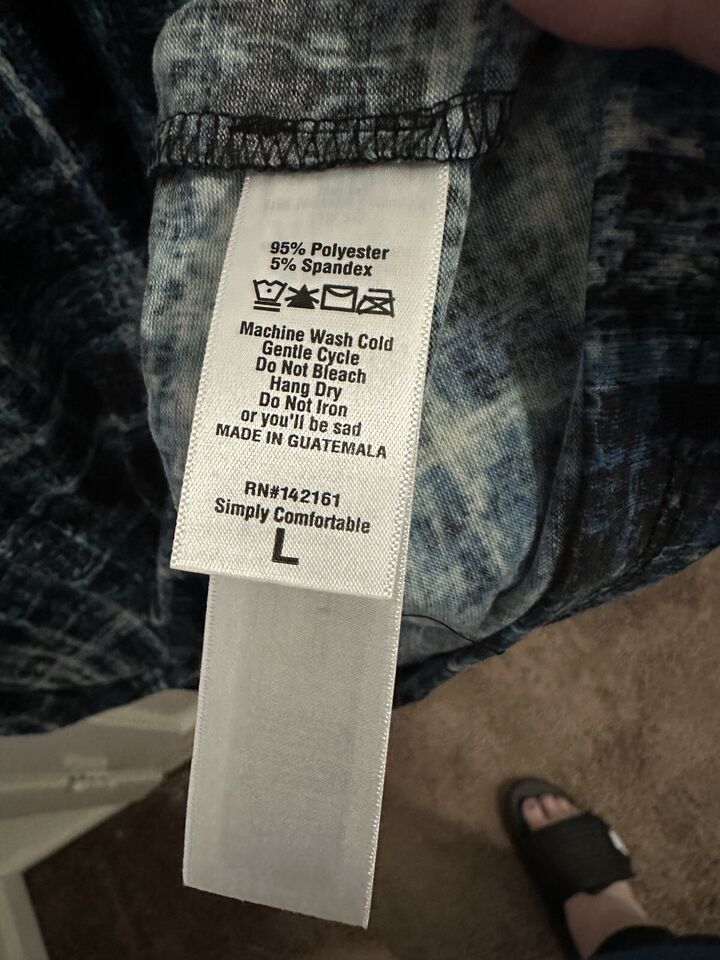 95% Polyester
5% Spandex
Machine Wash Cold
Gentle Cycle
Do Not Bleach
Hang Dry
Do Not Iron
or you'll be sad
MADE IN GUATEMALA
RN#142161
Simply Comfortable
L